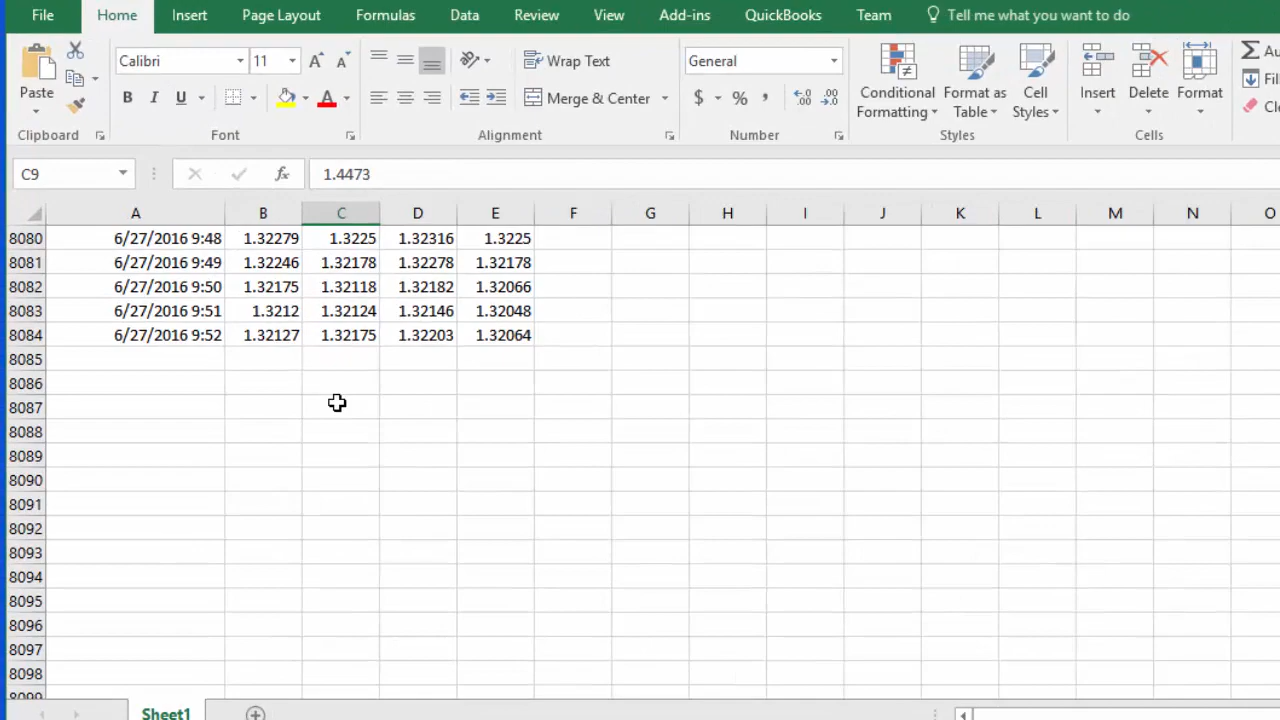 File Home Insert Page Layout Formulas Data Review View Add-ins QuickBooks Team Tell me what you want to do
Calibri 11 Wrap Text General
Paste B I U Merge & Center $ % , Conditional Formatting Format as Table Cell Styles Insert Delete Format
Clipboard Font Alignment Number Styles Cells
C9 fx 1.4473
A B C D E F G H I J K L M N O
8080 6/27/2016 9:48 1.32279 1.3225 1.32316 1.3225
8081 6/27/2016 9:49 1.32246 1.32178 1.32278 1.32178
8082 6/27/2016 9:50 1.32175 1.32118 1.32182 1.32066
8083 6/27/2016 9:51 1.3212 1.32124 1.32146 1.32048
8084 6/27/2016 9:52 1.32127 1.32175 1.32203 1.32064
8085
8086
8087
8088
8089
8090
8091
8092
8093
8094
8095
8096
8097
8098
8099
Sheet1